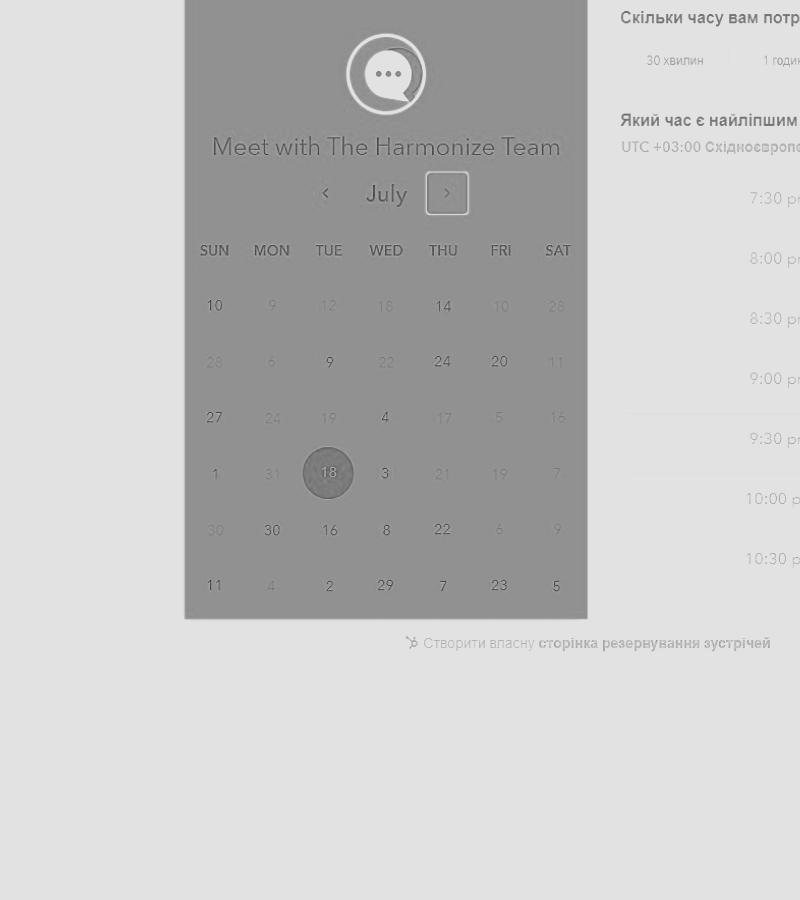 Meet with The Harmonize Team
July
SUN MON TUE WED THU FRI SAT
10 9 12 18 14 10 28
28 6 9 22 24 20 11
27 24 19 4 17 5 16
1 31 18 3 21 19 7
30 30 16 8 22 6 9
11 4 2 29 7 23 5
Скільки часу вам
30 хвилин 1
Який час є найліпшим
UTC +03:00
7:30
8:00
8:30
9:00
9:30
10:00
10:30
Створити власну сторінка резервування зустрічей